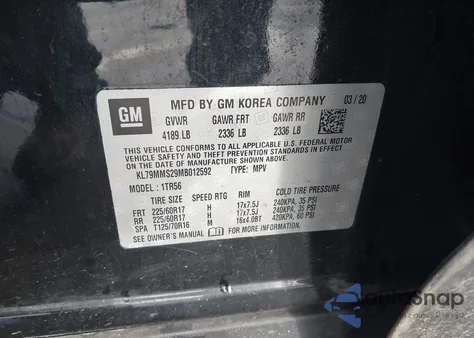 GM
MFD BY GM KOREA COMPANY 03/20
GVWR GAWR FRT GAWR RR
4189 LB 2336 LB 2336 LB
THIS VEHICLE CONFORMS TO ALL APPLICABLE U.S. FEDERAL MOTOR
VEHICLE SAFETY, BUMPER, AND THEFT PREVENTION STANDARDS IN
EFFECT ON THE DATE OF MANUFACTURE SHOWN ABOVE.
KL79MMS29MB012592 TYPE: MPV
MODEL: 1TR56
TIRE SIZE SPEED RTG RIM COLD TIRE PRESSURE
FRT 225/60R17 H 17x7.5J 240KPA, 35 PSI
RR 225/60R17 H 17x7.5J 240KPA, 35 PSI
SPA T125/70R16 M 16x4.0BT 420KPA, 60 PSI
SEE OWNER'S MANUAL FOR MORE INFORMATION.